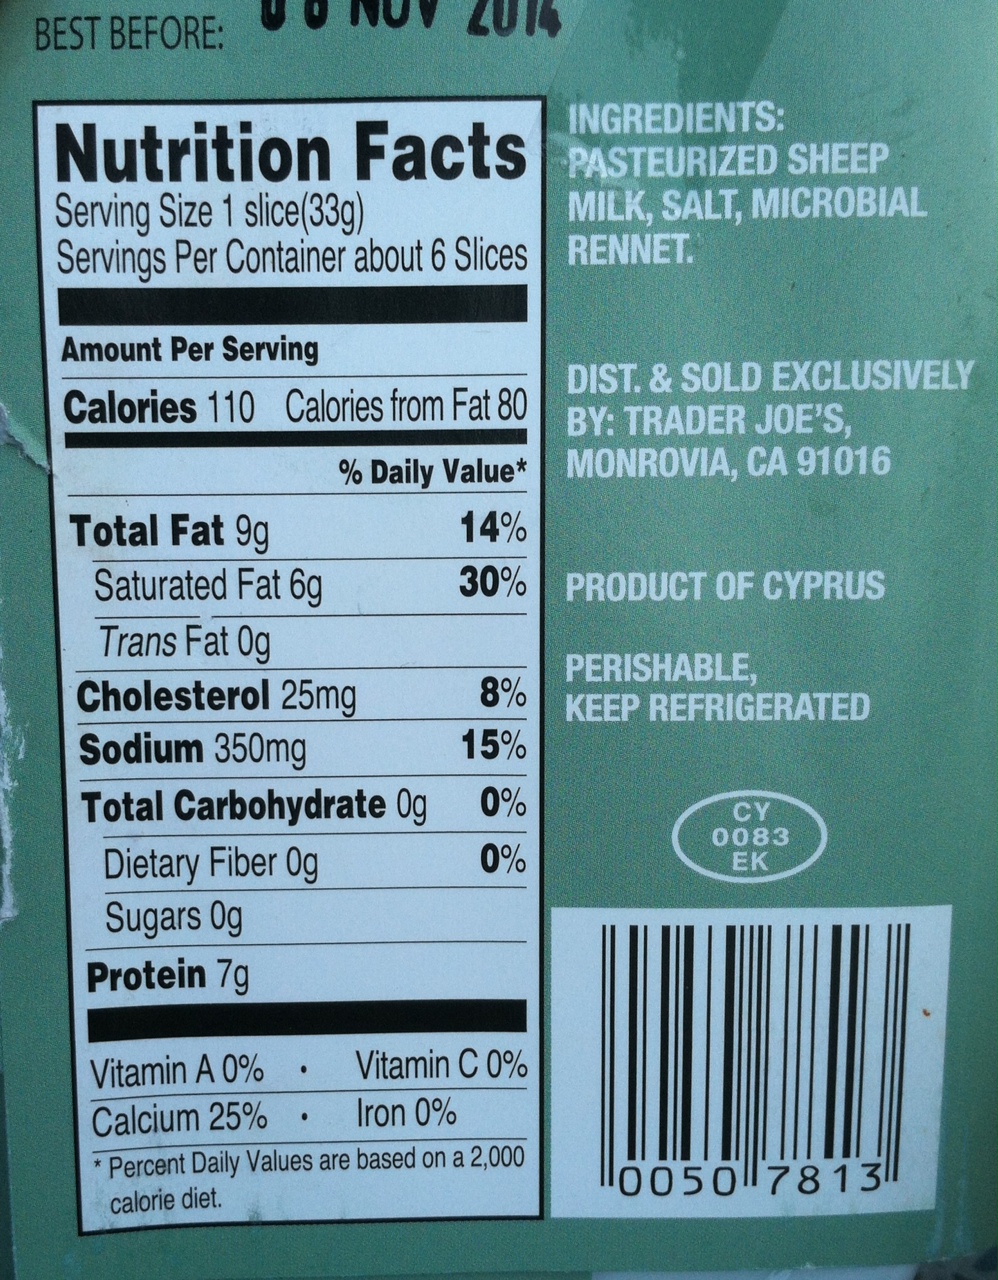 BEST BEFORE: 08 NOV 2014
Nutrition Facts
Serving Size 1 slice(33g)
Servings Per Container about 6 Slices
Amount Per Serving
Calories 110 Calories from Fat 80
% Daily Value*
Total Fat 9g 14%
Saturated Fat 6g 30%
Trans Fat 0g
Cholesterol 25mg 8%
Sodium 350mg 15%
Total Carbohydrate 0g 0%
Dietary Fiber 0g 0%
Sugars 0g
Protein 7g
Vitamin A 0% • Vitamin C 0%
Calcium 25% • Iron 0%
* Percent Daily Values are based on a 2,000
calorie diet.
INGREDIENTS:
PASTEURIZED SHEEP
MILK, SALT, MICROBIAL
RENNET.
DIST. & SOLD EXCLUSIVELY
BY: TRADER JOE'S,
MONROVIA, CA 91016
PRODUCT OF CYPRUS
PERISHABLE,
KEEP REFRIGERATED
CY
0083
EK
0050 7813